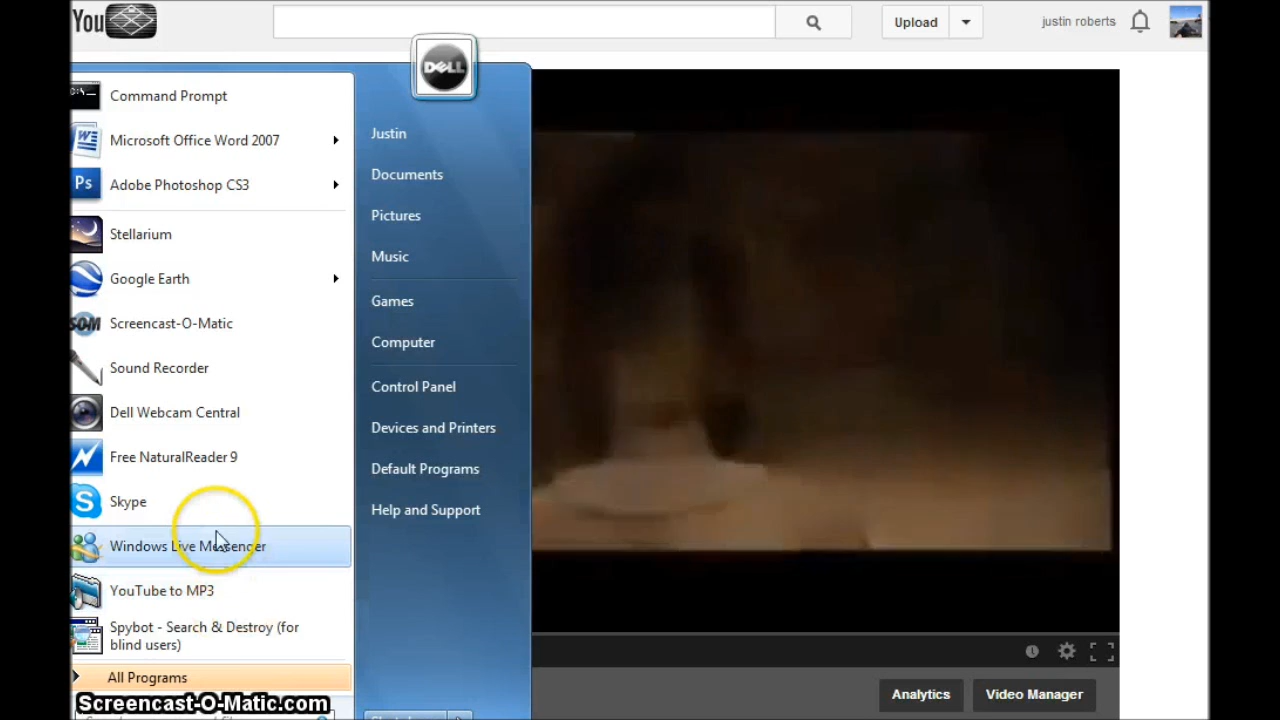 You
Upload
justin roberts
DELL
Command Prompt
Microsoft Office Word 2007
Ps
Adobe Photoshop CS3
Stellarium
Google Earth
SOM
Screencast-O-Matic
Sound Recorder
Dell Webcam Central
Free NaturalReader 9
S
Skype
Windows Live Messenger
YouTube to MP3
Spybot - Search & Destroy (for
blind users)
All Programs
Justin
Documents
Pictures
Music
Games
Computer
Control Panel
Devices and Printers
Default Programs
Help and Support
Analytics
Video Manager
Screencast-O-Matic.com